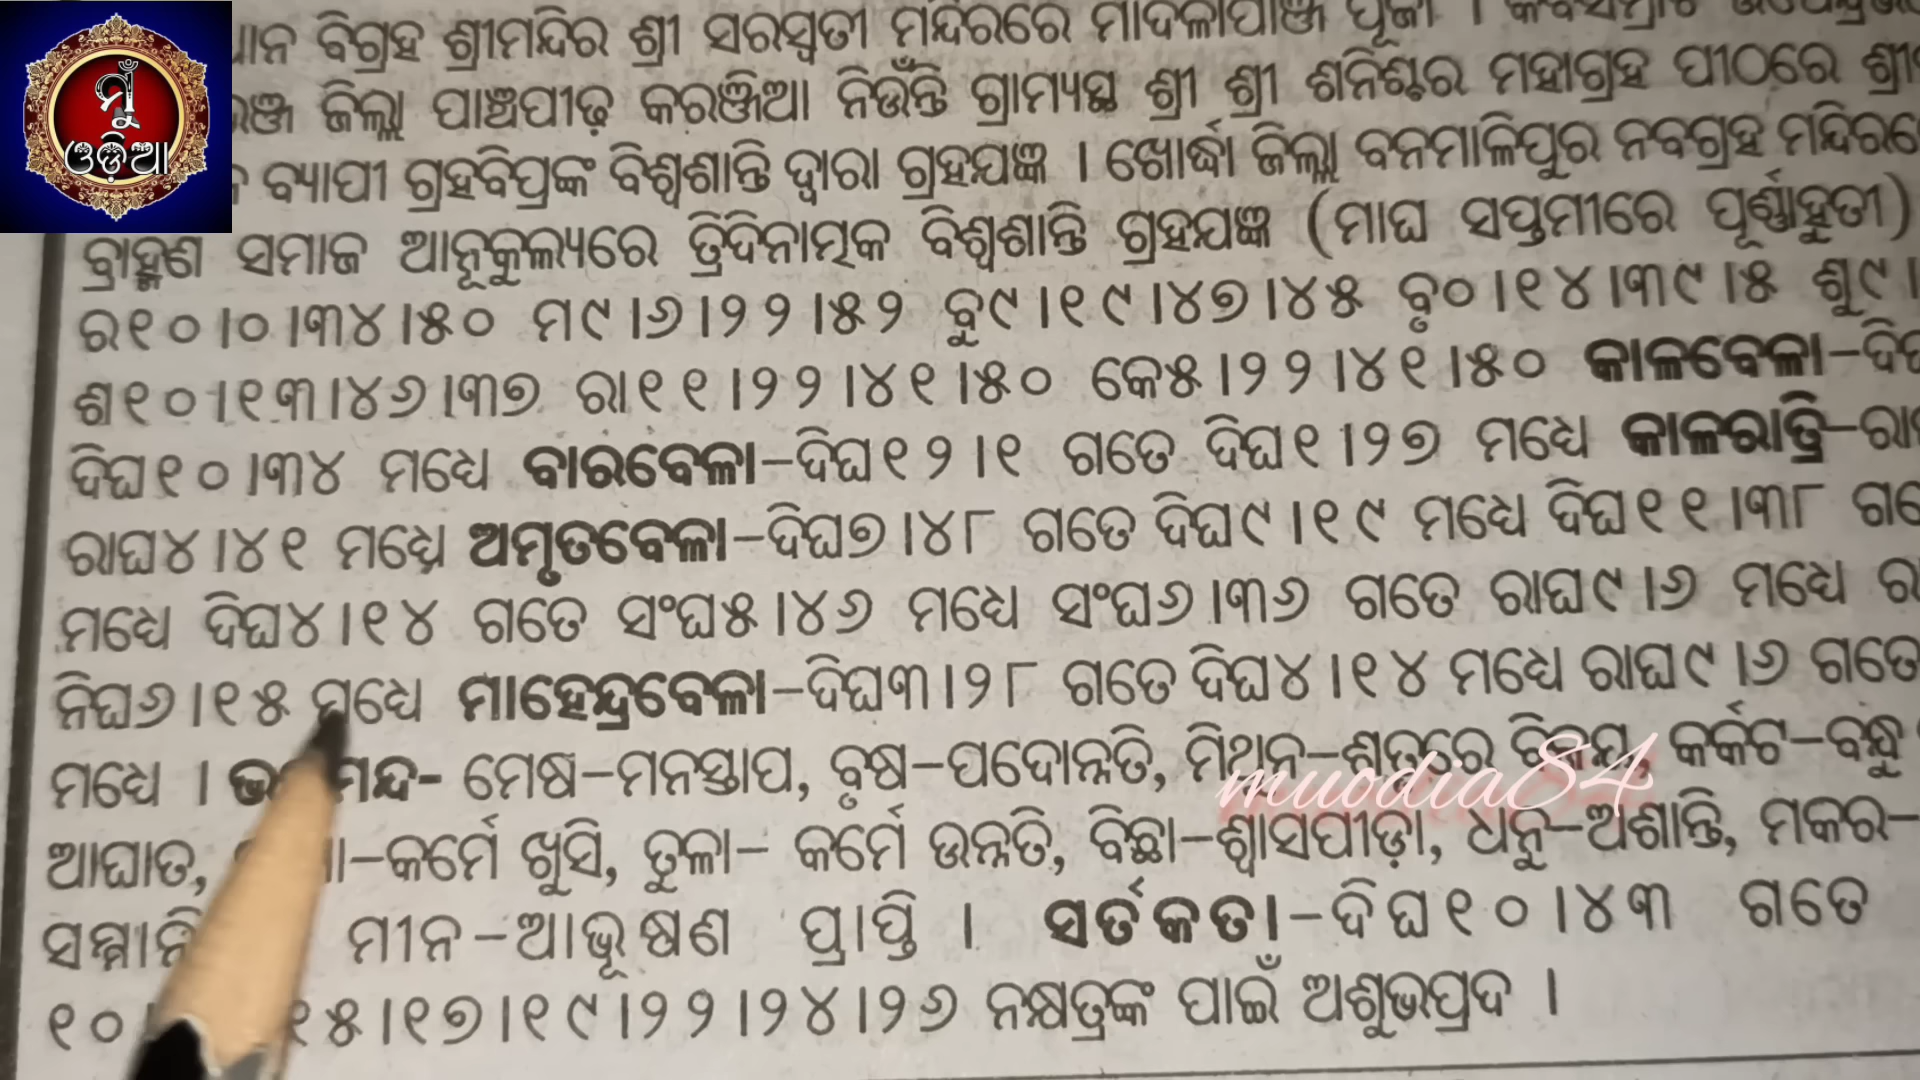 ମୁଁ
ଓଡ଼ିଆ
ବିଗ୍ରହ ଶ୍ରୀମନ୍ଦିର ଶ୍ରୀ ସରସ୍ୱତୀ ମନ୍ଦିରରେ ମାଦଳାପାଞ୍ଜି ପୂଜା ।
ଜିଲ୍ଲା ପାଞ୍ଚପୀଢ଼ କରଞ୍ଜିଆ ନିଉଁନ୍ତି ଗ୍ରାମ୍ୟସ୍ଥ ଶ୍ରୀ ଶ୍ରୀ ଶନିଶ୍ଚର ମହାଗ୍ରହ ପୀଠରେ
ବ୍ୟାପୀ ଗ୍ରହବିପ୍ରଙ୍କ ବିଶ୍ୱଶାନ୍ତି ଦ୍ୱାରା ଗ୍ରହଯଜ୍ଞ । ଖୋର୍ଦ୍ଧା ଜିଲ୍ଲା ବନମାଳିପୁର ନବଗ୍ରହ ମନ୍ଦିରରେ
ବ୍ରାହ୍ମଣ ସମାଜ ଆନୂକୁଲ୍ୟରେ ତ୍ରିଦିନାତ୍ମକ ବିଶ୍ୱଶାନ୍ତି ଗ୍ରହଯଜ୍ଞ (ମାଘ ସପ୍ତମୀରେ ପୂର୍ଣ୍ଣାହୁତୀ)
ର୧୦।୦।୩୪।୫୦ ମ୯।୬।୨୨।୫୨ ବୁ୯।୧୯।୪୭।୪୫ ବୃ୦।୧୪।୩୯।୫ ଶୁ୯।
ଶ୧୦।୧୩।୪୬।୩୭ ରା୧୧।୨୨।୪୧।୫୦ କେ୫।୨୨।୪୧।୫୦ କାଳବେଳା–
ଦିଘ୧୦।୩୪ ମଧ୍ୟେ ବାରବେଳା–ଦିଘ୧୨।୧ ଗତେ ଦିଘ୧।୨୭ ମଧ୍ୟେ କାଳରାତ୍ରି–
ରାଘ୪।୪୧ ମଧ୍ୟେ ଅମୃତବେଳା–ଦିଘ୭।୪୮ ଗତେ ଦିଘ୯।୧୯ ମଧ୍ୟେ ଦିଘ୧୧।୩୮ ଗତେ
ମଧ୍ୟେ ଦିଘ୪।୧୪ ଗତେ ସଂଘ୫।୪୬ ମଧ୍ୟେ ସଂଘ୬।୩୬ ଗତେ ରାଘ୯।୬ ମଧ୍ୟେ
ନିଘ୬।୧୫ ମଧ୍ୟେ ମାହେନ୍ଦ୍ରବେଳା–ଦିଘ୩।୨୮ ଗତେ ଦିଘ୪।୧୪ ମଧ୍ୟେ ରାଘ୯।୬ ଗତେ
ମଧ୍ୟେ । ମେଷ–ମନସ୍ତାପ, ବୃଷ–ପଦୋନ୍ନତି, ମିଥୁନ–ଶତ୍ରୁରେ ବିଜୟ, କର୍କଟ–ବନ୍ଧୁ
muodia84
ଆଘାତ, –କର୍ମେ ଖୁସି, ତୁଳା– କର୍ମେ ଉନ୍ନତି, ବିଛା–ଶ୍ୱାସପୀଡ଼ା, ଧନୁ–ଅଶାନ୍ତି, ମକର–
ମୀନ–ଆଭୂଷଣ ପ୍ରାପ୍ତି । ସର୍ତକତା–ଦିଘ୧୦।୪୩ ଗତେ
୧୦। ୧୫।୧୭।୧୯।୨୨।୨୪।୨୬ ନକ୍ଷତ୍ରଙ୍କ ପାଇଁ ଅଶୁଭପ୍ରଦ ।